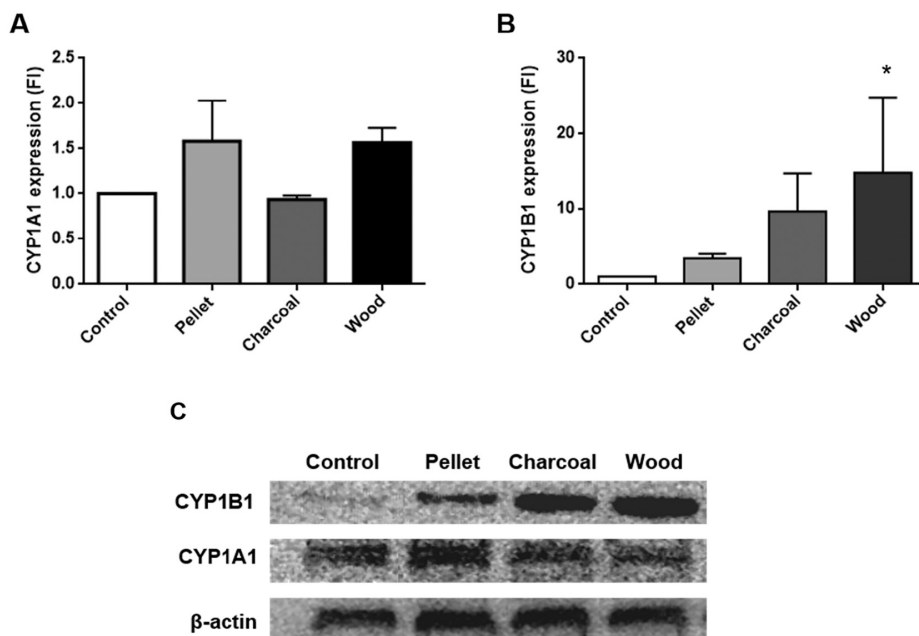 A
CYP1A1 expression (FI)
2.5
2.0
1.5
1.0
0.5
0.0
Control
Pellet
Charcoal
Wood
B
CYP1B1 expression (FI)
30
20
10
0
*
Control
Pellet
Charcoal
Wood
C
Control Pellet Charcoal Wood
CYP1B1
CYP1A1
β-actin